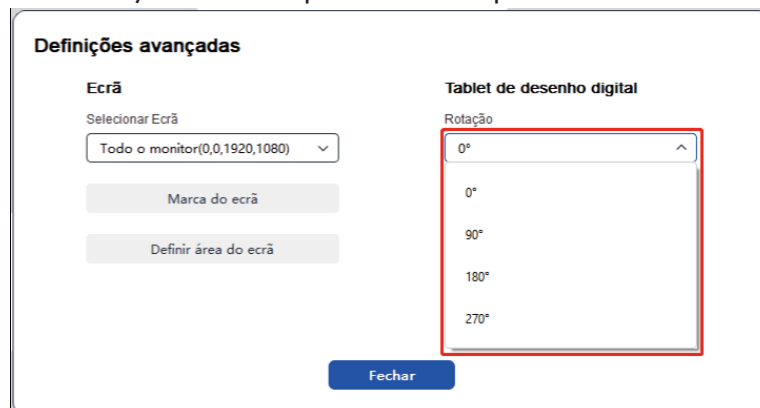 Definições avançadas
Ecrã
Selecionar Ecrã
Todo o monitor(0,0,1920,1080)
Marca do ecrã
Definir área do ecrã
Tablet de desenho digital
Rotação
0°
0°
90°
180°
270°
Fechar